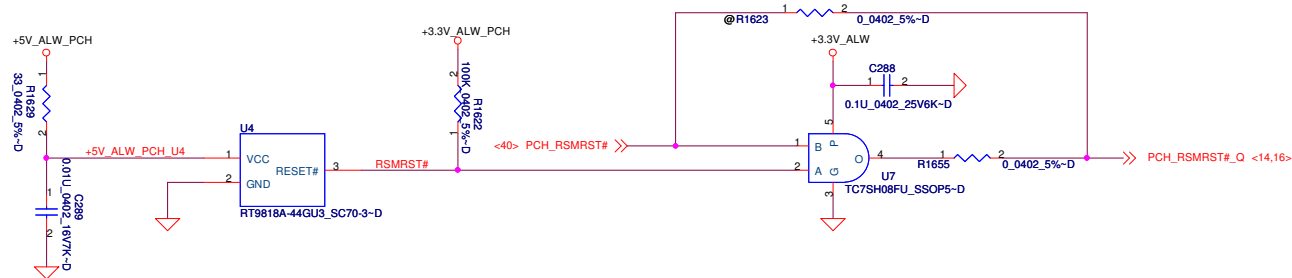 +5V_ALW_PCH
1
R1629
33_0402_5%~D
2
+5V_ALW_PCH_U4
1
C289
0.01U_0402_16V7K~D
2
U4
1
VCC
2
GND
RESET#
3
RT9818A-44GU3_SC70-3~D
RSMRST#
+3.3V_ALW_PCH
2
R1622
100K_0402_5%~D
1
@R1623
1
2
0_0402_5%~D
+3.3V_ALW
C288
1
2
0.1U_0402_25V6K~D
<40> PCH_RSMRST#
5
1
B
P
2
A
G
O
4
3
U7
TC7SH08FU_SSOP5~D
R1655
1
2
0_0402_5%~D
PCH_RSMRST#_Q <14,16>